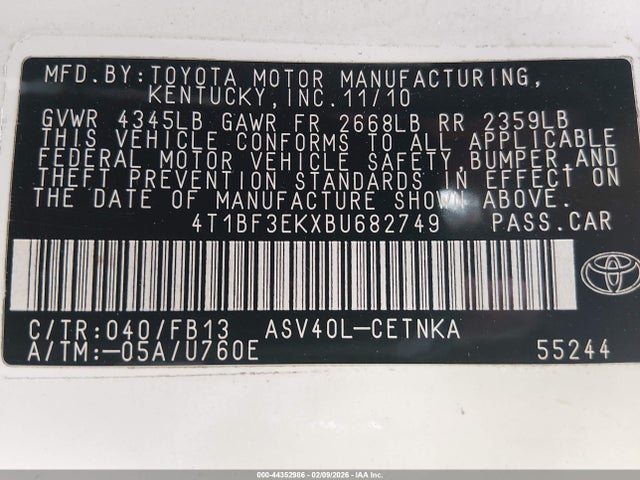 MFD.BY:TOYOTA MOTOR MANUFACTURING,
KENTUCKY,INC.11/10
GVWR 4345LB GAWR FR 2668LB RR 2359LB
THIS VEHICLE CONFORMS TO ALL APPLICABLE
FEDERAL MOTOR VEHICLE SAFETY,BUMPER,AND
THEFT PREVENTION STANDARDS IN EFFECT ON
THE DATE OF MANUFACTURE SHOWN ABOVE.
4T1BF3EKXBU682749 PASS.CAR
C/TR:040/FB13 ASV40L-CETNKA
A/TM:-05A/U760E 55244
000-44352986 - 02/09/2026 - IAA Inc.